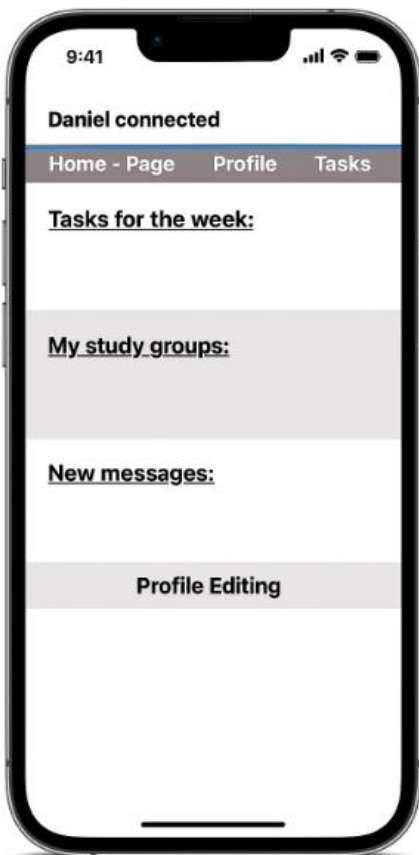 9:41
Daniel connected
Home - Page Profile Tasks
Tasks for the week:
My study groups:
New messages:
Profile Editing